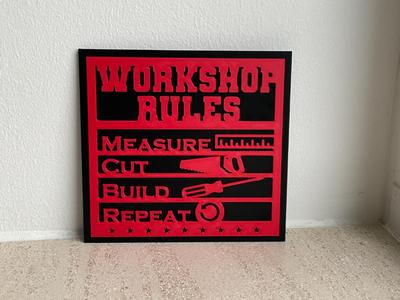 WORKSHOP
RULES
MEASURE
CUT
BUILD
REPEAT